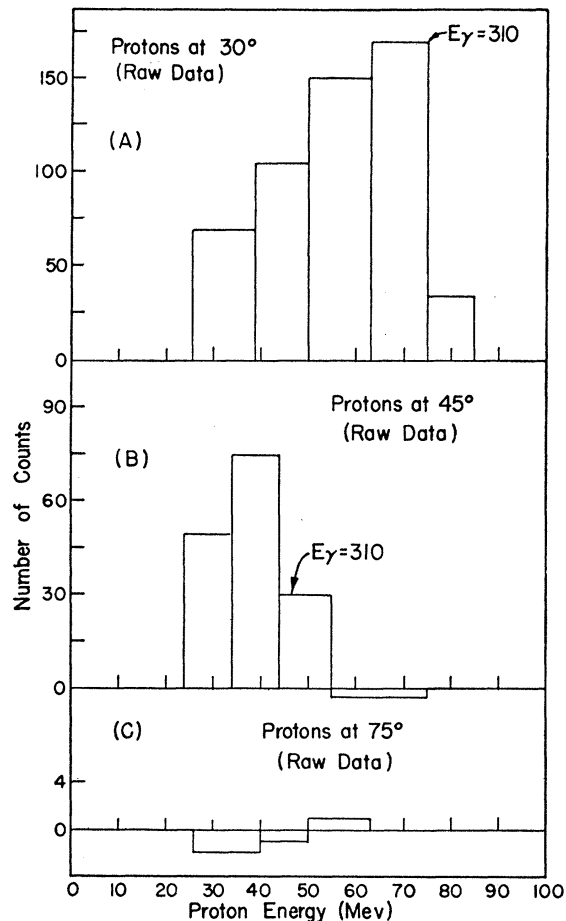 Protons at 30°
(Raw Data)
Eγ=310
(A)
150
100
50
0
Protons at 45°
(Raw Data)
(B)
Eγ=310
90
60
30
0
Number of Counts
(C)
Protons at 75°
(Raw Data)
4
0
0 10 20 30 40 50 60 70 80 90 100
Proton Energy (Mev)